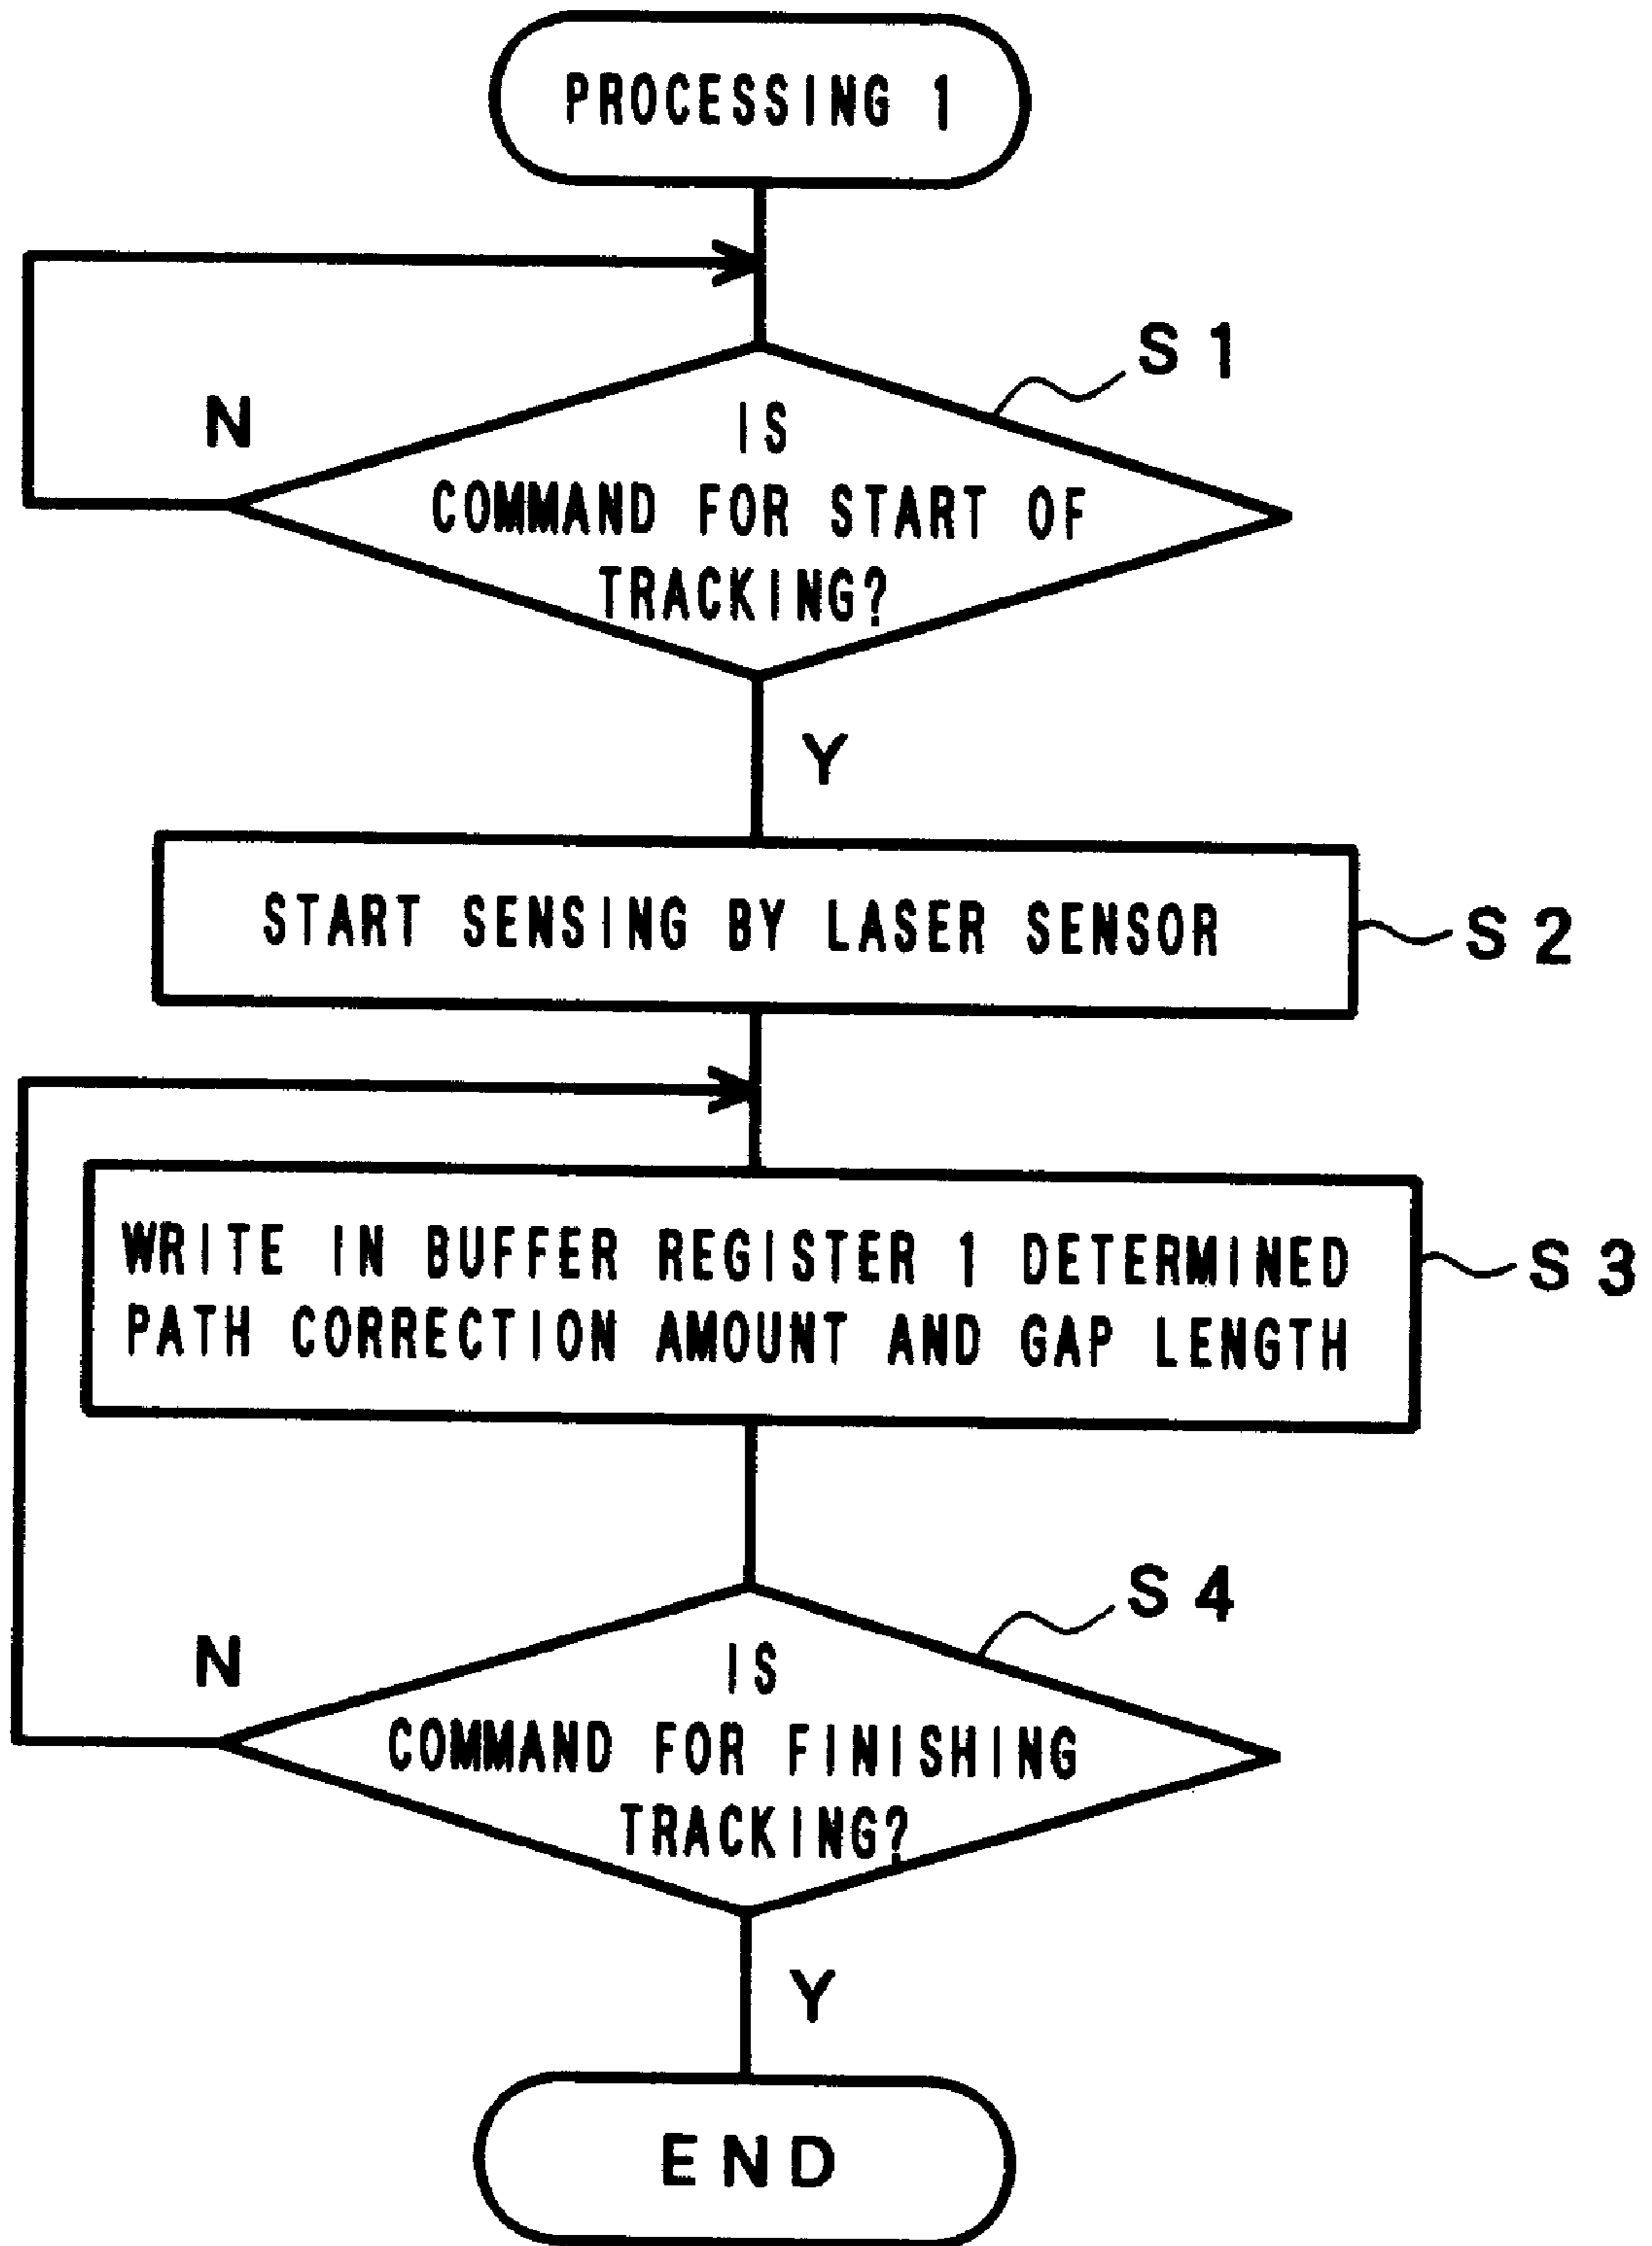 PROCESSING 1
S1
N
IS
COMMAND FOR START OF
TRACKING?
Y
START SENSING BY LASER SENSOR
S2
WRITE IN BUFFER REGISTER 1 DETERMINED
PATH CORRECTION AMOUNT AND GAP LENGTH
S3
S4
N
IS
COMMAND FOR FINISHING
TRACKING?
Y
END